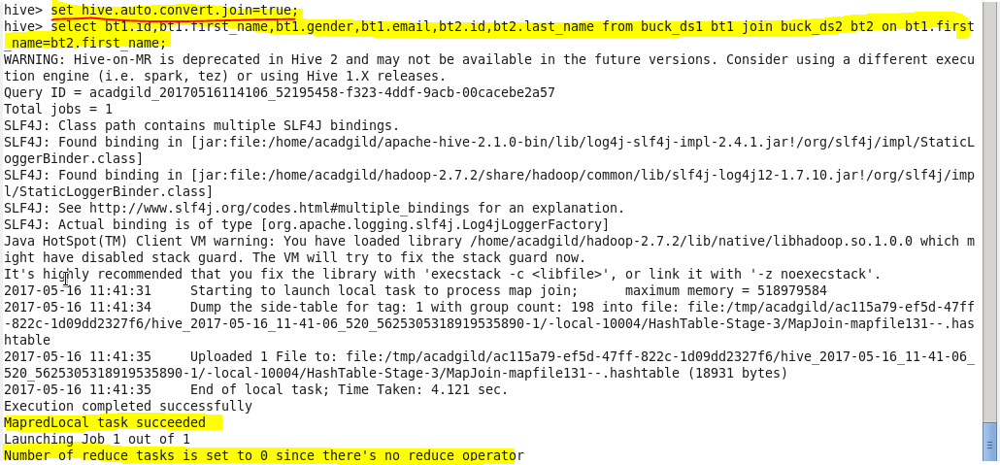 hive> set hive.auto.convert.join=true;
hive> select bt1.id,bt1.first_name,bt1.gender,bt1.email,bt2.id,bt2.last_name from buck_ds1 bt1 join buck_ds2 bt2 on bt1.first
_name=bt2.first_name;
WARNING: Hive-on-MR is deprecated in Hive 2 and may not be available in the future versions. Consider using a different execu
tion engine (i.e. spark, tez) or using Hive 1.X releases.
Query ID = acadgild_20170516114106_52195458-f323-4ddf-9acb-00cacebe2a57
Total jobs = 1
SLF4J: Class path contains multiple SLF4J bindings.
SLF4J: Found binding in [jar:file:/home/acadgild/apache-hive-2.1.0-bin/lib/log4j-slf4j-impl-2.4.1.jar!/org/slf4j/impl/StaticL
oggerBinder.class]
SLF4J: Found binding in [jar:file:/home/acadgild/hadoop-2.7.2/share/hadoop/common/lib/slf4j-log4j12-1.7.10.jar!/org/slf4j/imp
l/StaticLoggerBinder.class]
SLF4J: See http://www.slf4j.org/codes.html#multiple_bindings for an explanation.
SLF4J: Actual binding is of type [org.apache.logging.slf4j.Log4jLoggerFactory]
Java HotSpot(TM) Client VM warning: You have loaded library /home/acadgild/hadoop-2.7.2/lib/native/libhadoop.so.1.0.0 which m
ight have disabled stack guard. The VM will try to fix the stack guard now.
It's highly recommended that you fix the library with 'execstack -c <libfile>', or link it with '-z noexecstack'.
2017-05-16 11:41:31     Starting to launch local task to process map join;      maximum memory = 518979584
2017-05-16 11:41:34     Dump the side-table for tag: 1 with group count: 198 into file: file:/tmp/acadgild/ac115a79-ef5d-47ff
-822c-1d09dd2327f6/hive_2017-05-16_11-41-06_520_5625305318919535890-1/-local-10004/HashTable-Stage-3/MapJoin-mapfile131--.has
htable
2017-05-16 11:41:35     Uploaded 1 File to: file:/tmp/acadgild/ac115a79-ef5d-47ff-822c-1d09dd2327f6/hive_2017-05-16_11-41-06_
520_5625305318919535890-1/-local-10004/HashTable-Stage-3/MapJoin-mapfile131--.hashtable (18931 bytes)
2017-05-16 11:41:35     End of local task; Time Taken: 4.121 sec.
Execution completed successfully
MapredLocal task succeeded
Launching Job 1 out of 1
Number of reduce tasks is set to 0 since there's no reduce operator